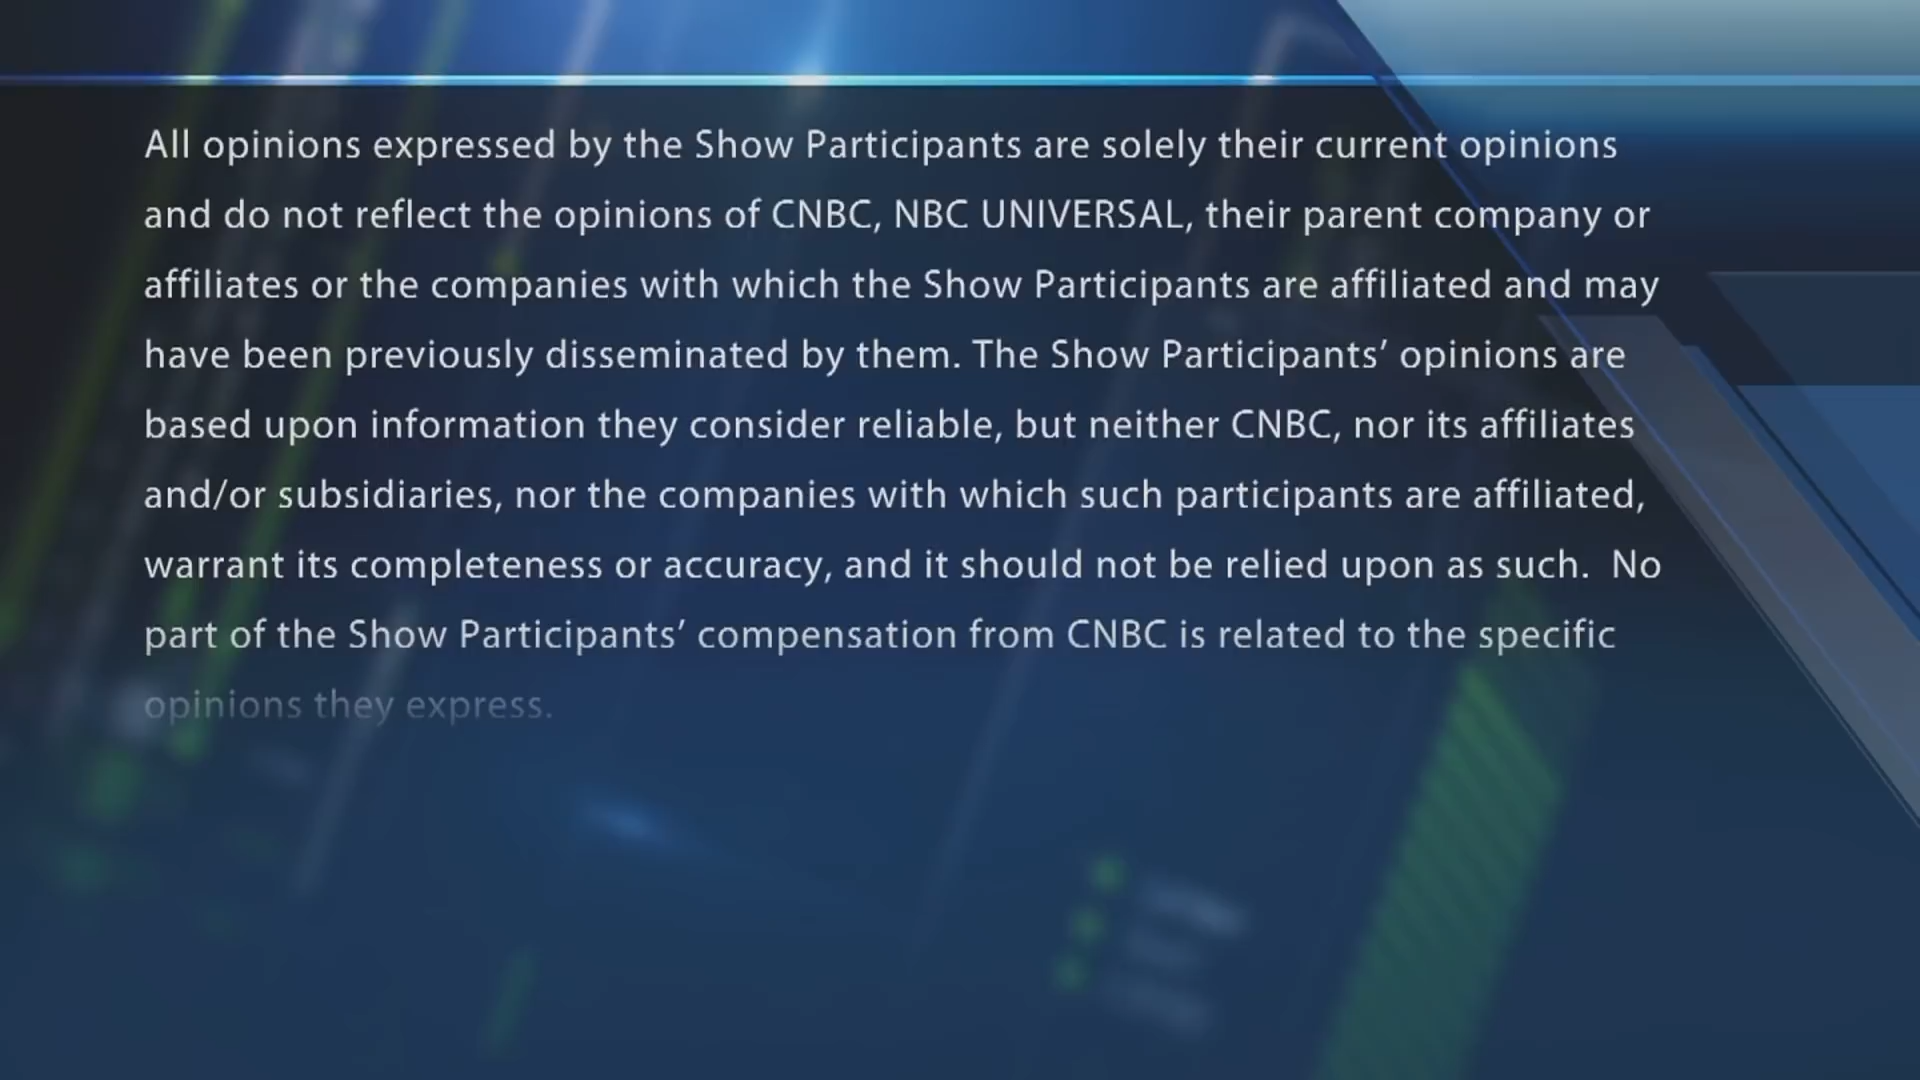 All opinions expressed by the Show Participants are solely their current opinions
and do not reflect the opinions of CNBC, NBC UNIVERSAL, their parent company or
affiliates or the companies with which the Show Participants are affiliated and may
have been previously disseminated by them. The Show Participants’ opinions are
based upon information they consider reliable, but neither CNBC, nor its affiliates
and/or subsidiaries, nor the companies with which such participants are affiliated,
warrant its completeness or accuracy, and it should not be relied upon as such.  No
part of the Show Participants’ compensation from CNBC is related to the specific
opinions they express.